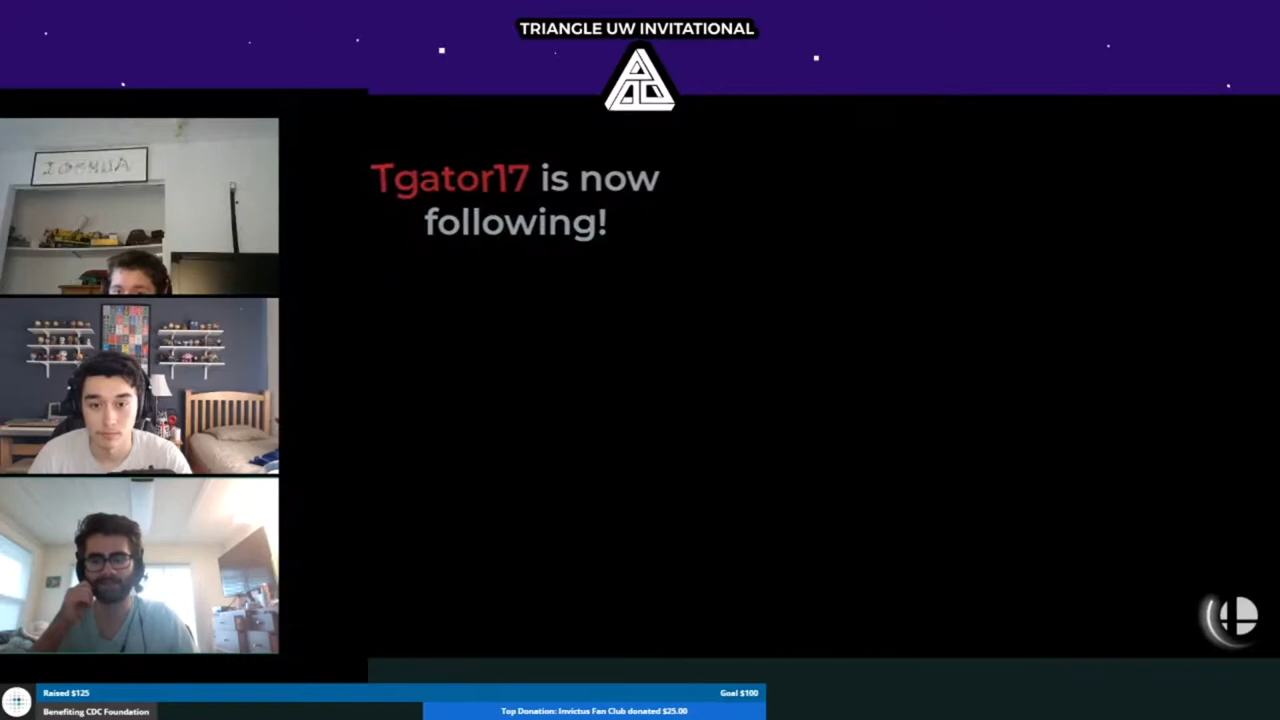 TRIANGLE UW INVITATIONAL
JOSHUA
Tgator17 is now
following!
Raised $125
Goal $100
Benefiting CDC Foundation
Top Donation: Invictus Fan Club donated $25.00